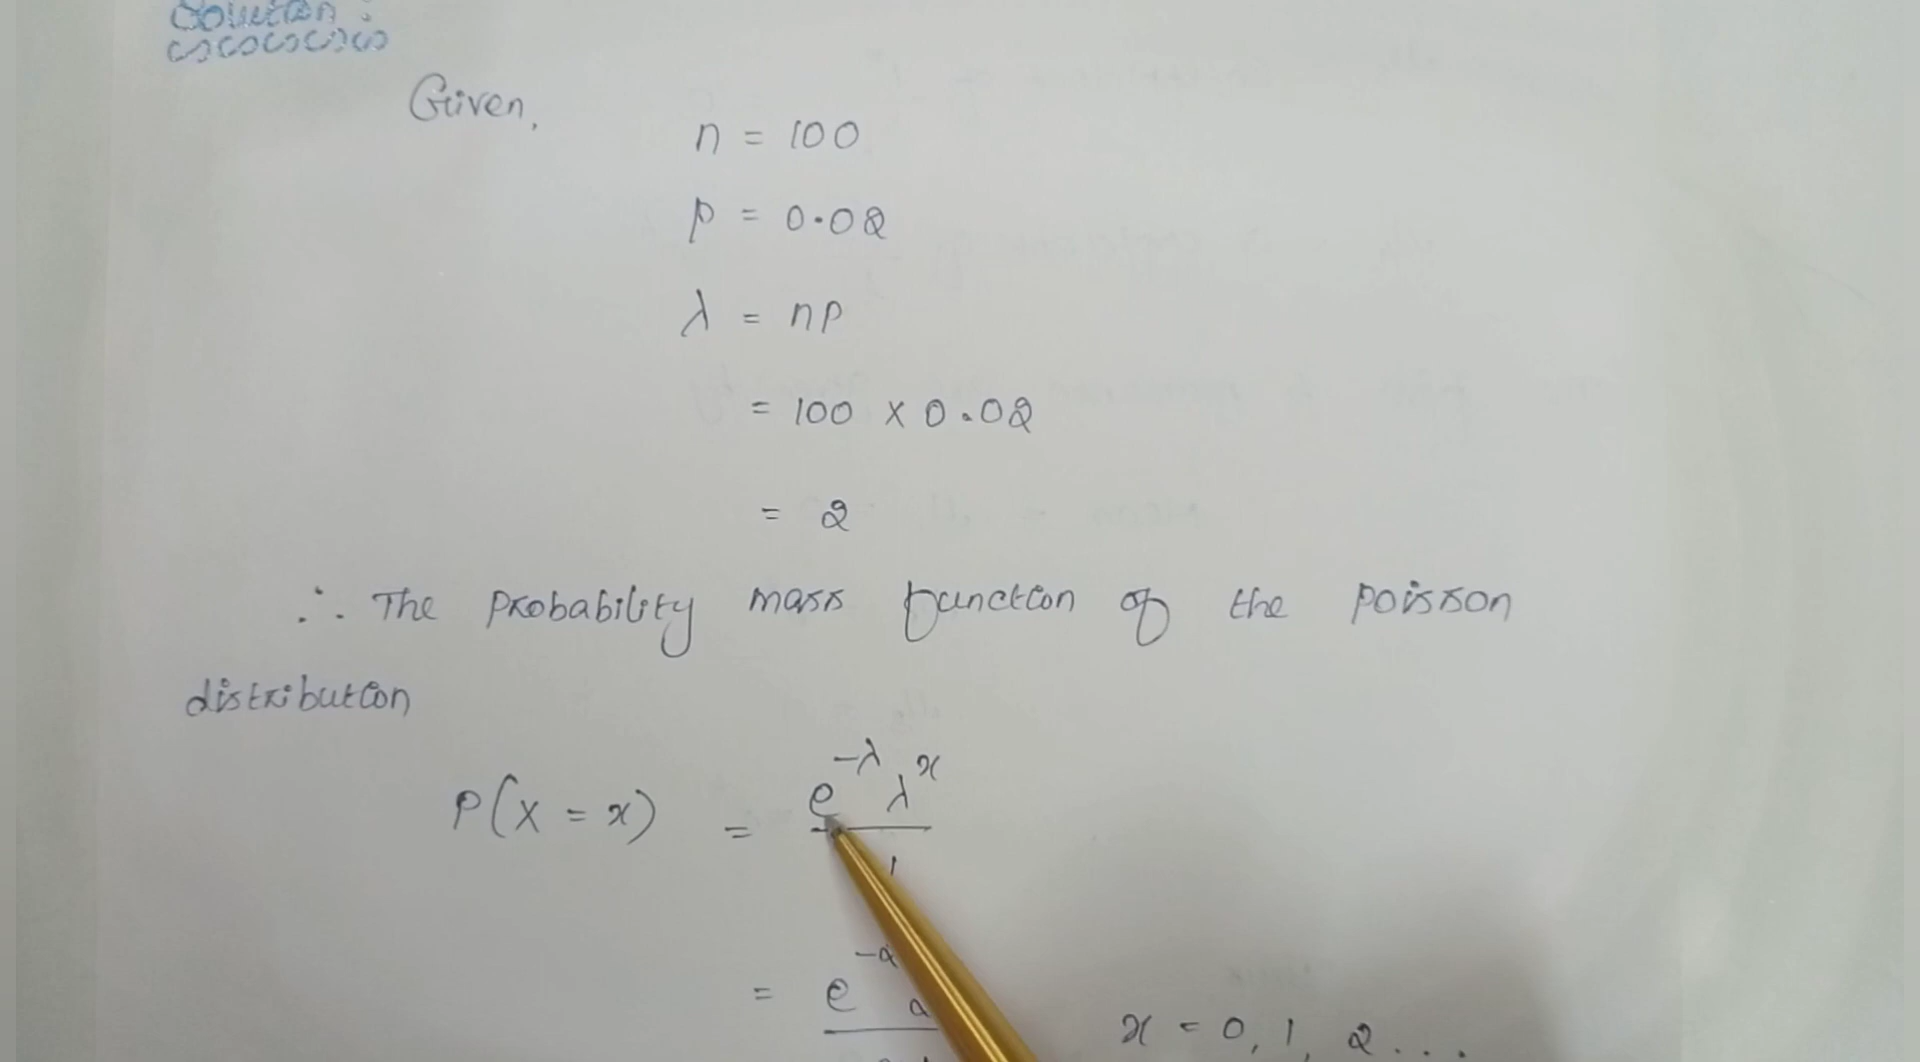 Solution :
Given,
n = 100
p = 0.02
λ = np
= 100 x 0.02
= 2
∴ The probability mass function of the poisson
distribution
P(X = x) = e^-λ λ^x
= e^-2 2
x = 0, 1, 2 ...